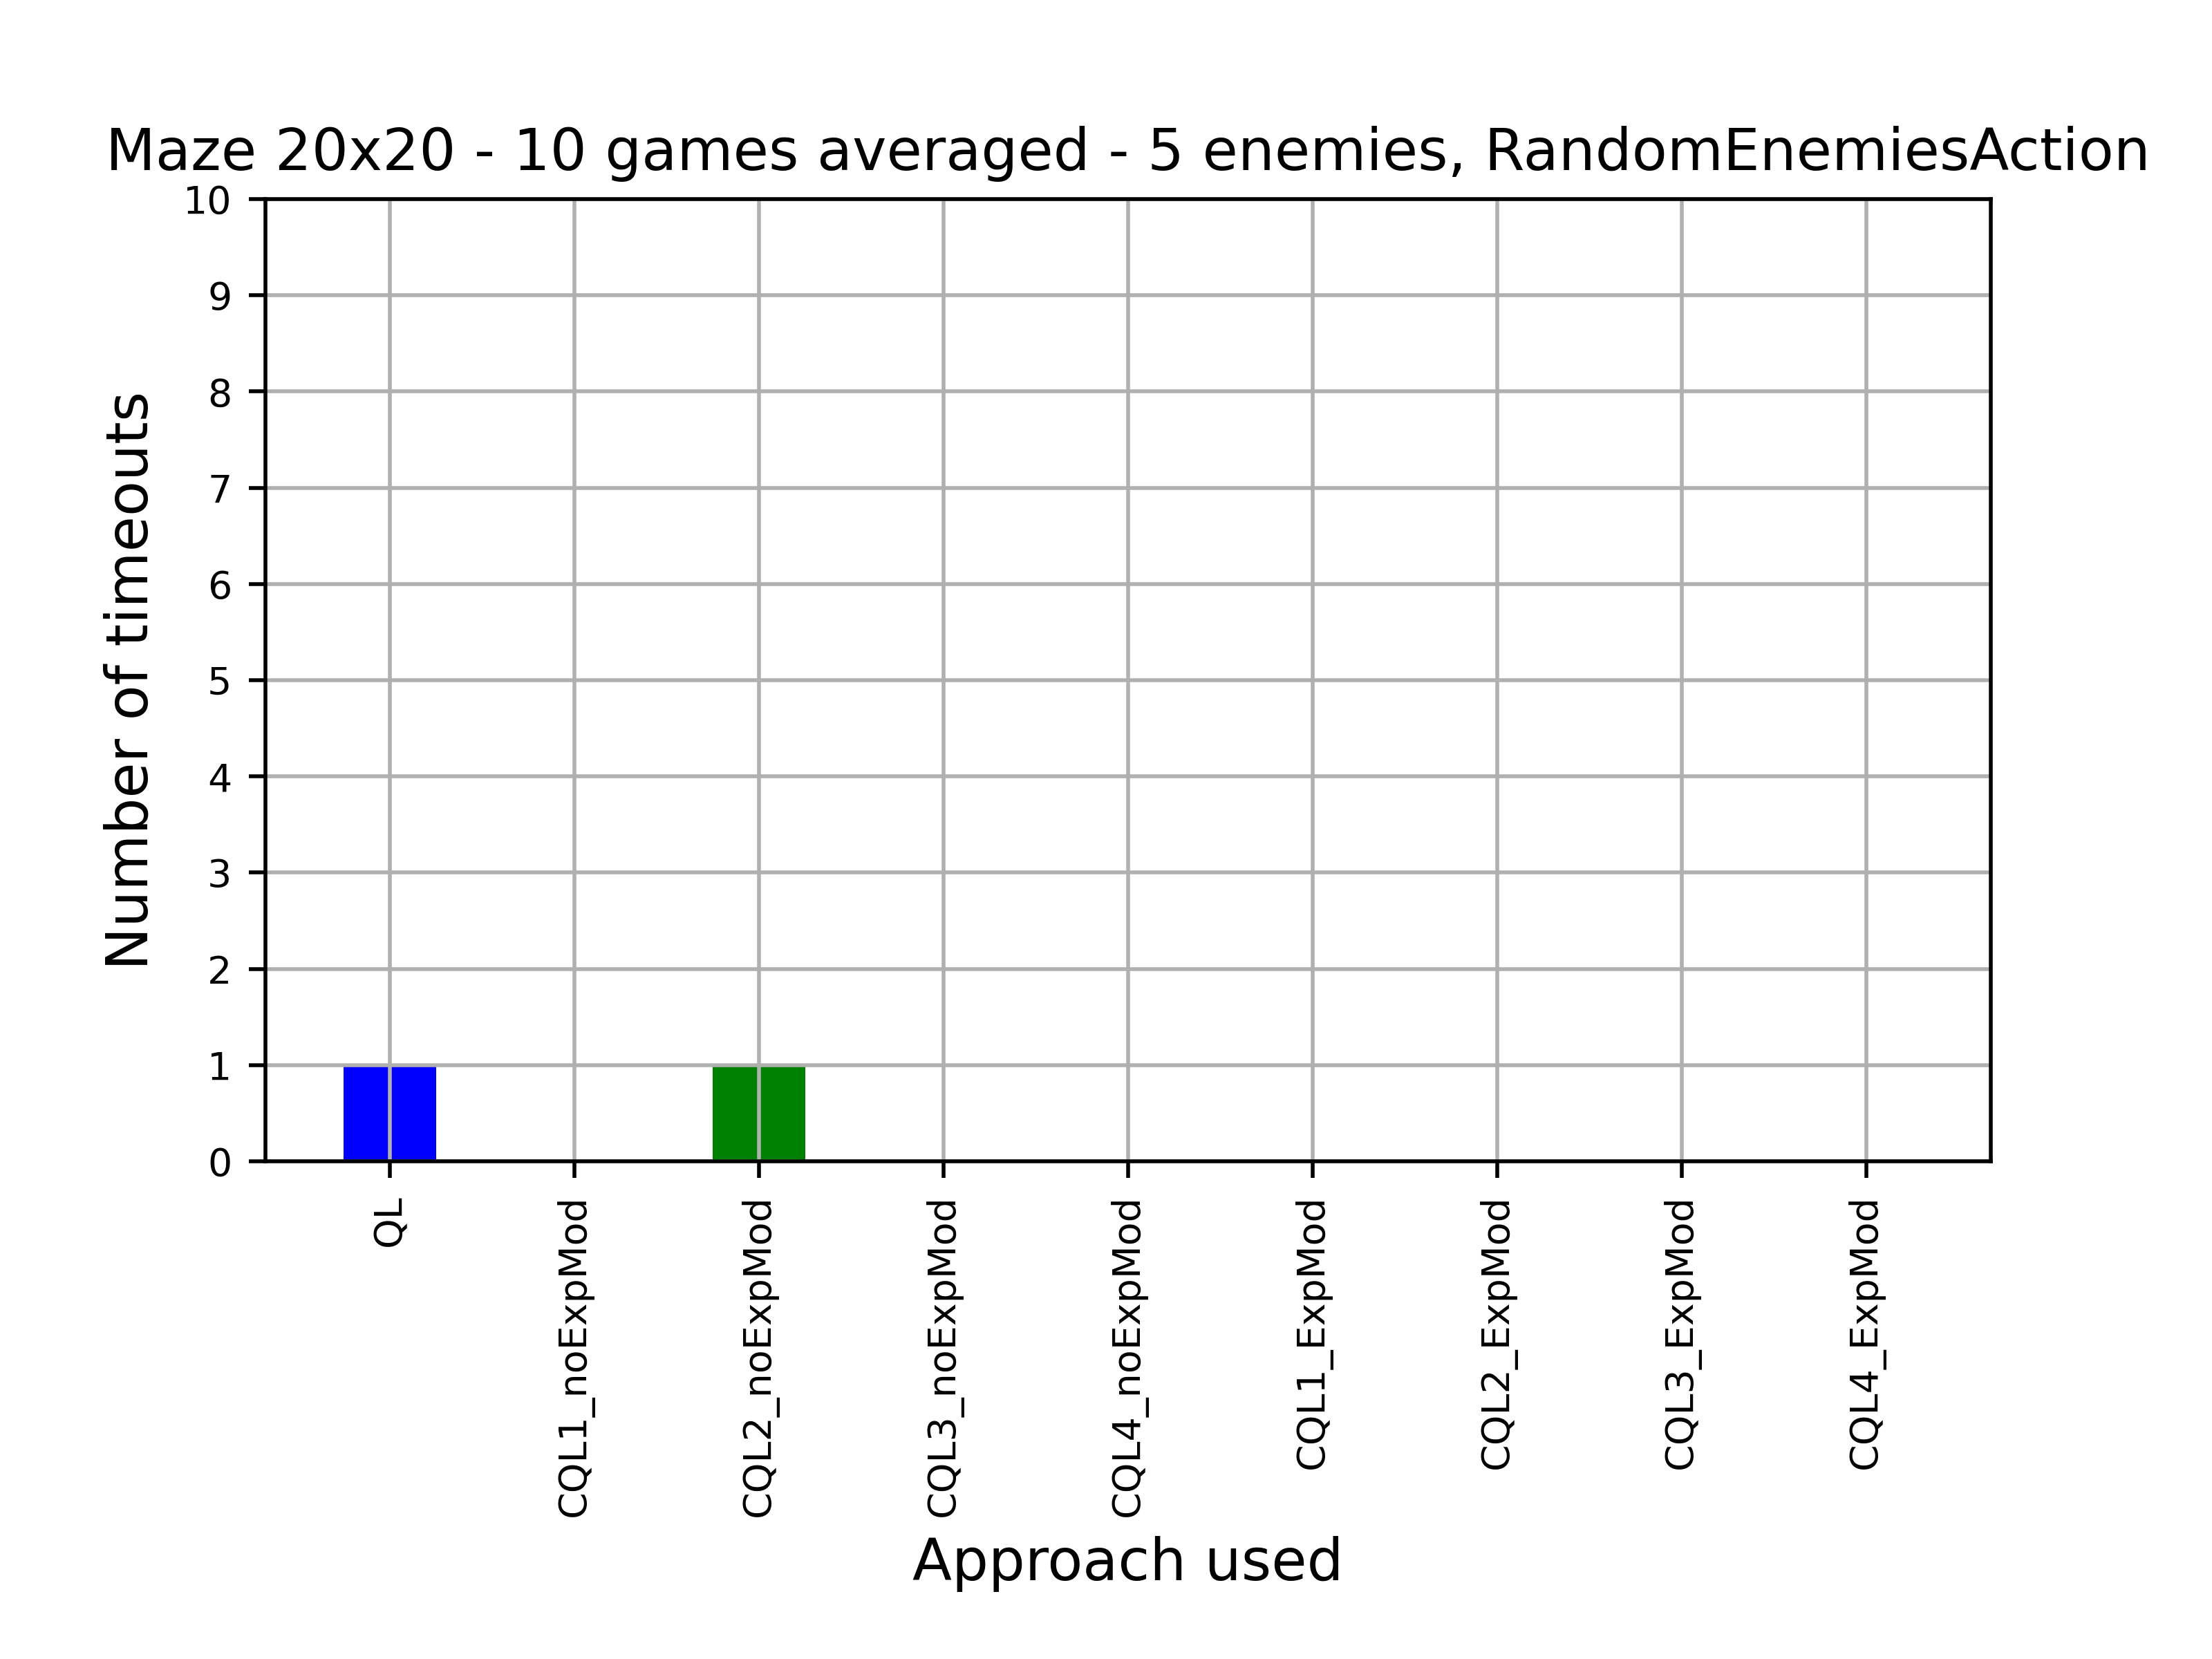 Maze 20x20 - 10 games averaged - 5 enemies, RandomEnemiesAction
Number of timeouts
10
9
8
7
6
5
4
3
2
1
0
QL
CQL1_noExpMod
CQL2_noExpMod
CQL3_noExpMod
CQL4_noExpMod
CQL1_ExpMod
CQL2_ExpMod
CQL3_ExpMod
CQL4_ExpMod
Approach used